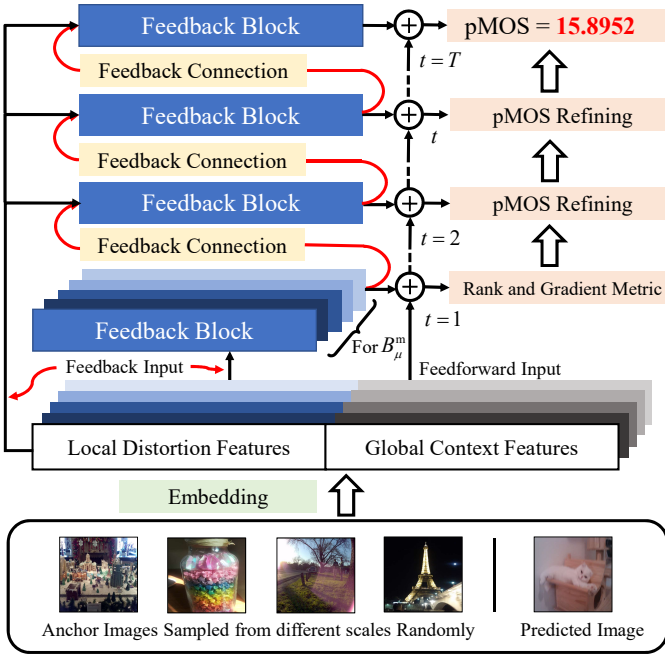 Feedback Block
pMOS = 15.8952
Feedback Connection
t = T
Feedback Block
t
pMOS Refining
Feedback Connection
Feedback Block
pMOS Refining
Feedback Connection
t = 2
Rank and Gradient Metric
Feedback Block
t = 1
For B_μ^m
Feedback Input
Feedforward Input
Local Distortion Features
Global Context Features
Embedding
Anchor Images Sampled from different scales Randomly
Predicted Image